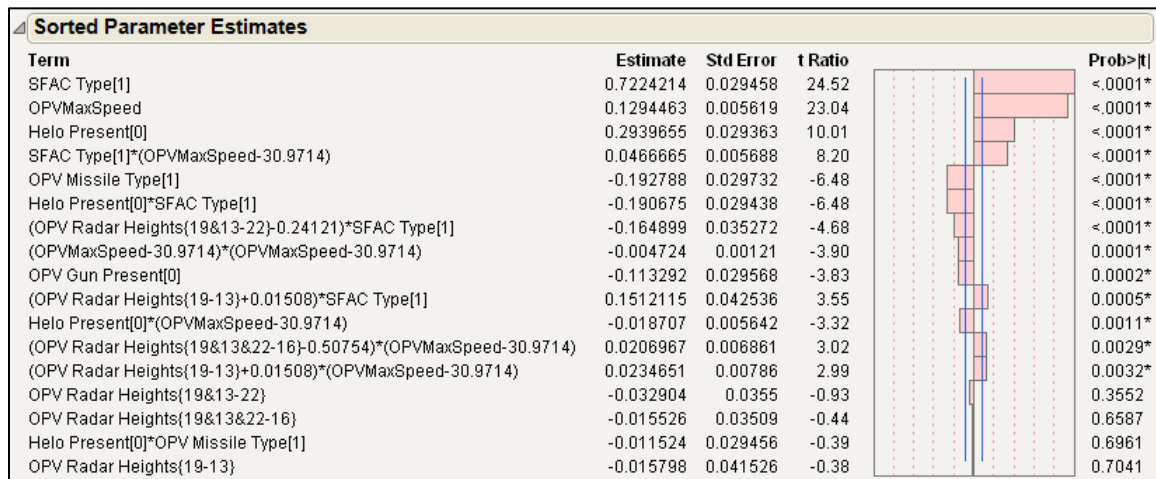 Sorted Parameter Estimates
Term Estimate Std Error t Ratio Prob>|t|
SFAC Type[1] 0.7224214 0.029458 24.52 <.0001*
OPVMaxSpeed 0.1294463 0.005619 23.04 <.0001*
Helo Present[0] 0.2939655 0.029363 10.01 <.0001*
SFAC Type[1]*(OPVMaxSpeed-30.9714) 0.0466665 0.005688 8.20 <.0001*
OPV Missile Type[1] -0.192788 0.029732 -6.48 <.0001*
Helo Present[0]*SFAC Type[1] -0.190675 0.029438 -6.48 <.0001*
(OPV Radar Heights{19&13-22}-0.24121)*SFAC Type[1] -0.164899 0.035272 -4.68 <.0001*
(OPVMaxSpeed-30.9714)*(OPVMaxSpeed-30.9714) -0.004724 0.00121 -3.90 0.0001*
OPV Gun Present[0] -0.113292 0.029568 -3.83 0.0002*
(OPV Radar Heights{19-13}+0.01508)*SFAC Type[1] 0.1512115 0.042536 3.55 0.0005*
Helo Present[0]*(OPVMaxSpeed-30.9714) -0.018707 0.005642 -3.32 0.0011*
(OPV Radar Heights{19&13&22-16}-0.50754)*(OPVMaxSpeed-30.9714) 0.0206967 0.006861 3.02 0.0029*
(OPV Radar Heights{19-13}+0.01508)*(OPVMaxSpeed-30.9714) 0.0234651 0.00786 2.99 0.0032*
OPV Radar Heights{19&13-22} -0.032904 0.0355 -0.93 0.3552
OPV Radar Heights{19&13&22-16} -0.015526 0.03509 -0.44 0.6587
Helo Present[0]*OPV Missile Type[1] -0.011524 0.029456 -0.39 0.6961
OPV Radar Heights{19-13} -0.015798 0.041526 -0.38 0.7041